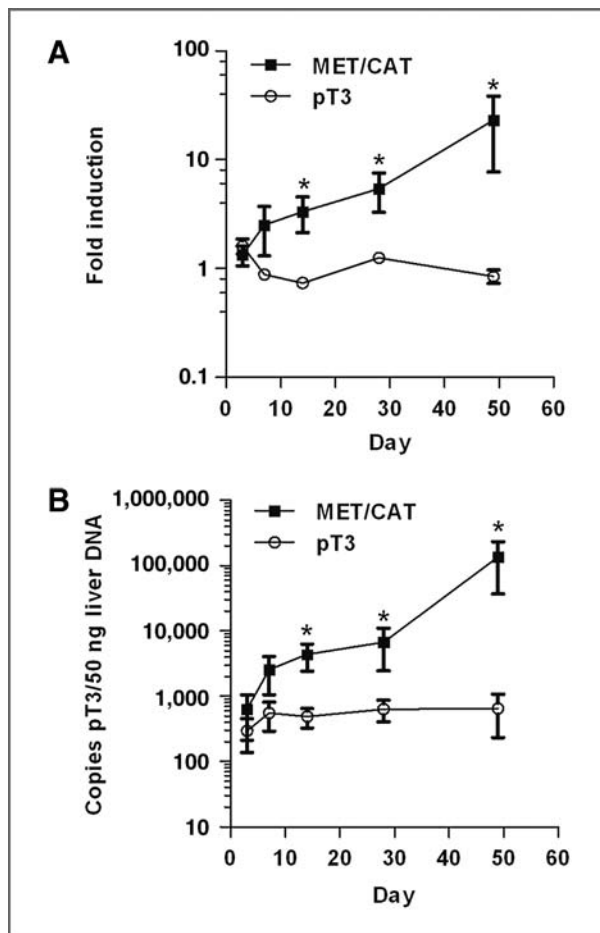 A
MET/CAT
pT3
Fold induction
100
10
1
0.1
*
*
*
0 10 20 30 40 50 60
Day
B
MET/CAT
pT3
Copies pT3/50 ng liver DNA
1,000,000
100,000
10,000
1,000
100
10
*
*
*
0 10 20 30 40 50 60
Day